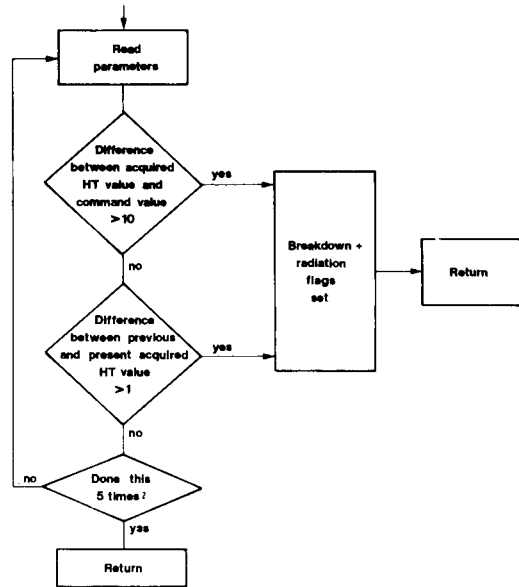 Read
parameters
Difference
between acquired
HT value and
command value
>10
yes
no
Breakdown +
radiation
flags
set
Return
Difference
between previous
and present acquired
HT value
>1
yes
no
Done this
5 times?
no
yes
Return